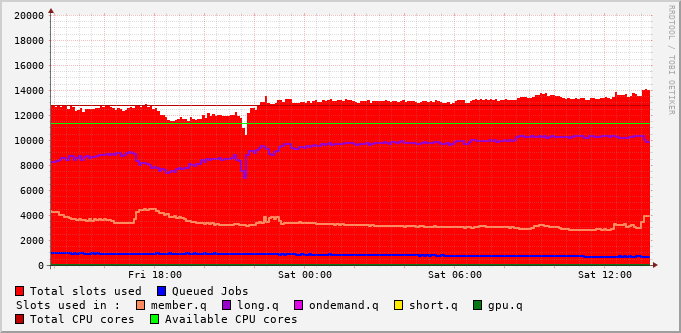 20000
18000
16000
14000
12000
10000
8000
6000
4000
2000
0
Fri 18:00 Sat 00:00 Sat 06:00 Sat 12:00
RRDTOOL / TOBI OETIKER
Total slots used Queued Jobs
Slots used in : member.q long.q ondemand.q short.q gpu.q
Total CPU cores Available CPU cores